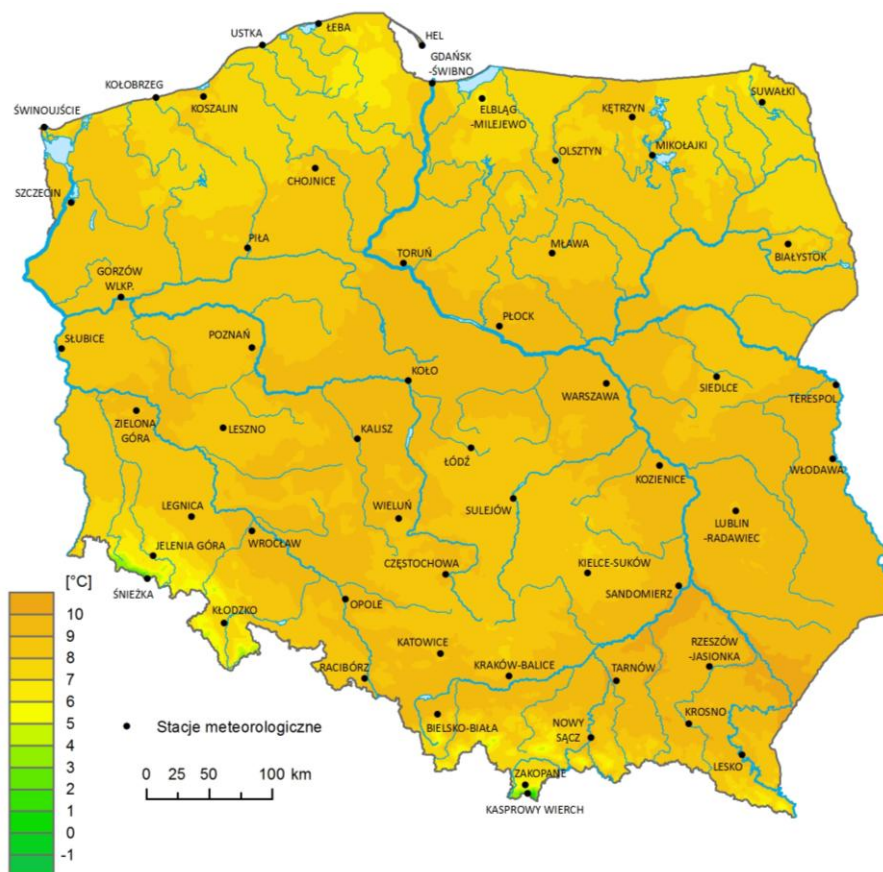 ŁEBA
USTKA
HEL
GDAŃSK
-ŚWIBNO
KOŁOBRZEG
KOSZALIN
ŚWINOUJŚCIE
ELBLĄG
-MILEJEWO
KĘTRZYN
SUWAŁKI
MIKOŁAJKI
OLSZTYN
CHOJNICE
SZCZECIN
PIŁA
TORUŃ
MŁAWA
BIAŁYSTOK
GORZÓW
WLKP.
PŁOCK
SŁUBICE
POZNAŃ
KOŁO
WARSZAWA
SIEDLCE
TERESPOL
ZIELONA
GÓRA
LESZNO
KALISZ
ŁÓDŹ
WŁODAWA
KOZIENICE
LEGNICA
WIELUŃ
SULEJÓW
LUBLIN
-RADAWIEC
JELENIA GÓRA
WROCŁAW
CZĘSTOCHOWA
KIELCE-SUKÓW
ŚNIEŻKA
SANDOMIERZ
KŁODZKO
OPOLE
KATOWICE
RZESZÓW
-JASIONKA
RACIBÓRZ
KRAKÓW-BALICE
TARNÓW
BIELSKO-BIAŁA
NOWY
SĄCZ
KROSNO
LESKO
ZAKOPANE
KASPROWY WIERCH
[°C]
10
9
8
7
6
5
4
3
2
1
0
-1
Stacje meteorologiczne
0 25 50 100 km